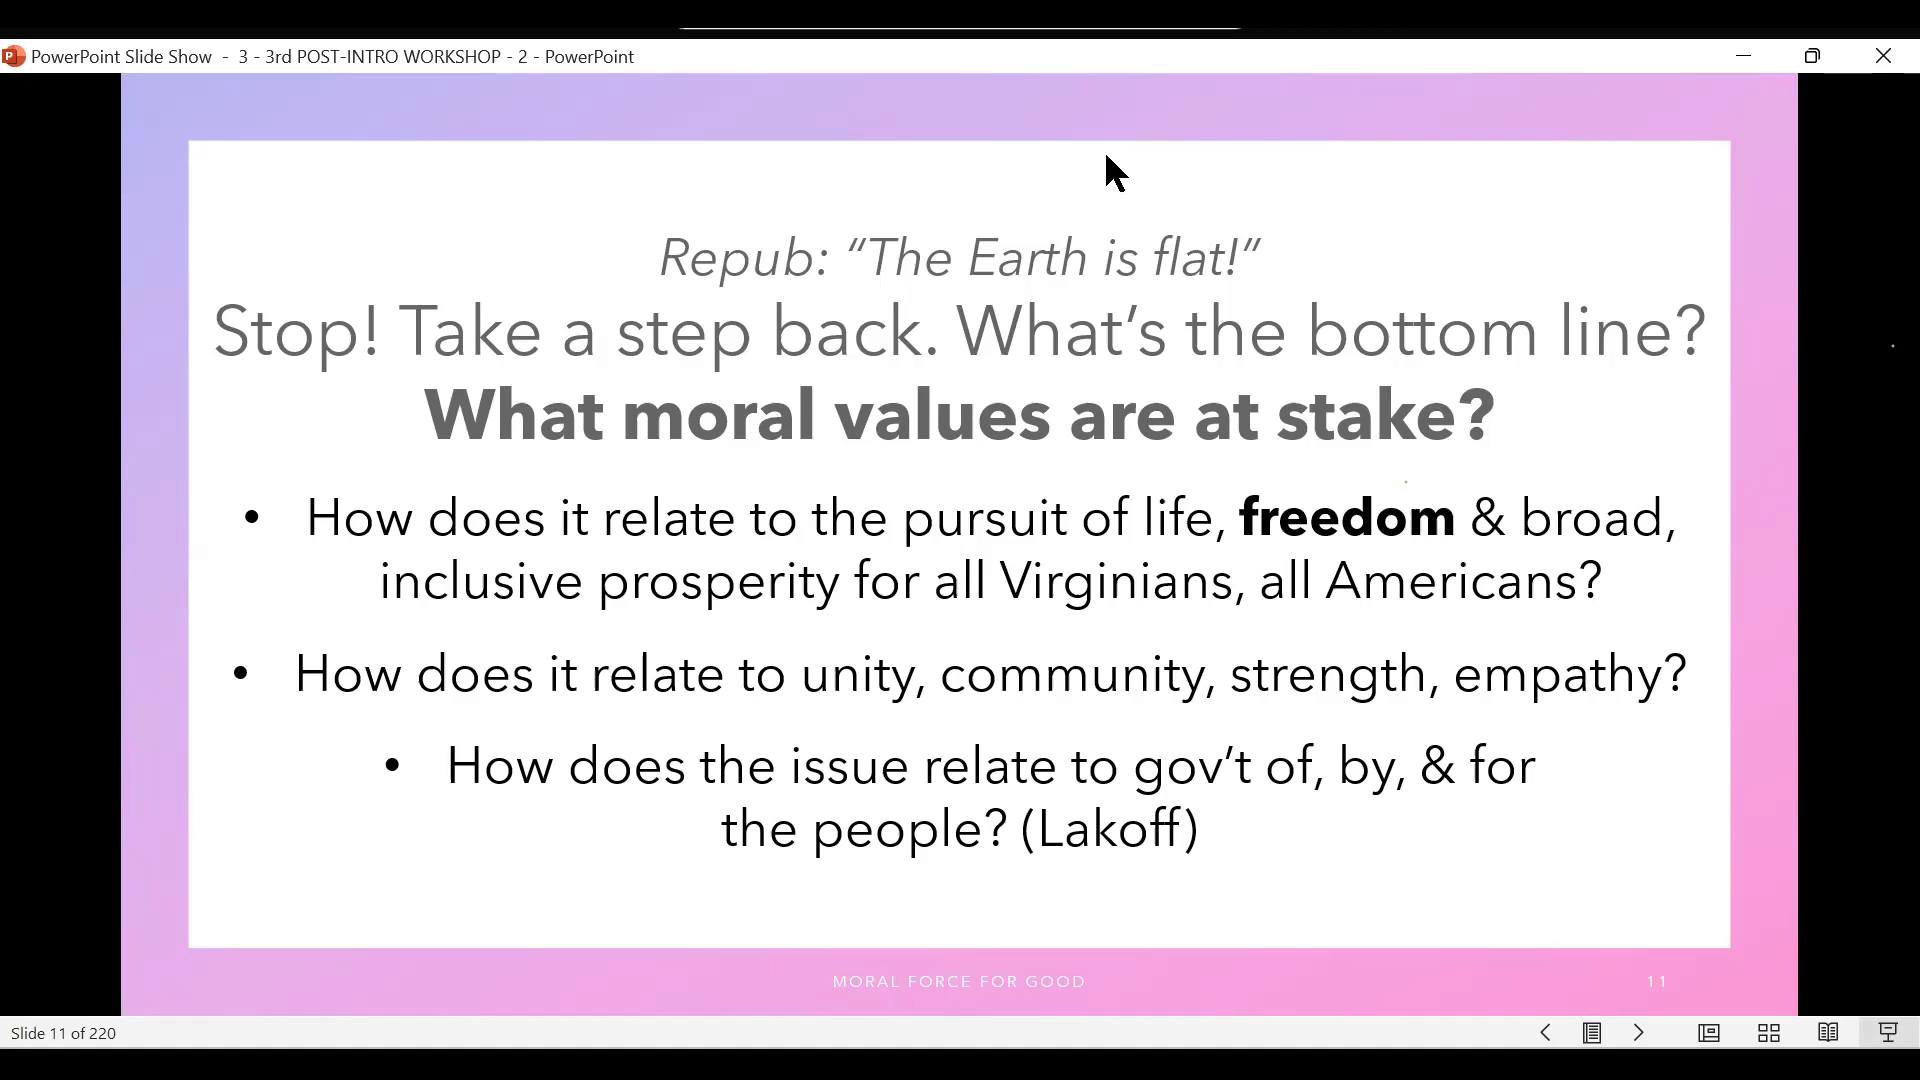 PowerPoint Slide Show - 3 - 3rd POST-INTRO WORKSHOP - 2 - PowerPoint
Repub: “The Earth is flat!”
Stop! Take a step back. What’s the bottom line?
What moral values are at stake?
• How does it relate to the pursuit of life, freedom & broad,
inclusive prosperity for all Virginians, all Americans?
• How does it relate to unity, community, strength, empathy?
• How does the issue relate to gov’t of, by, & for
the people? (Lakoff)
MORAL FORCE FOR GOOD
11
Slide 11 of 220